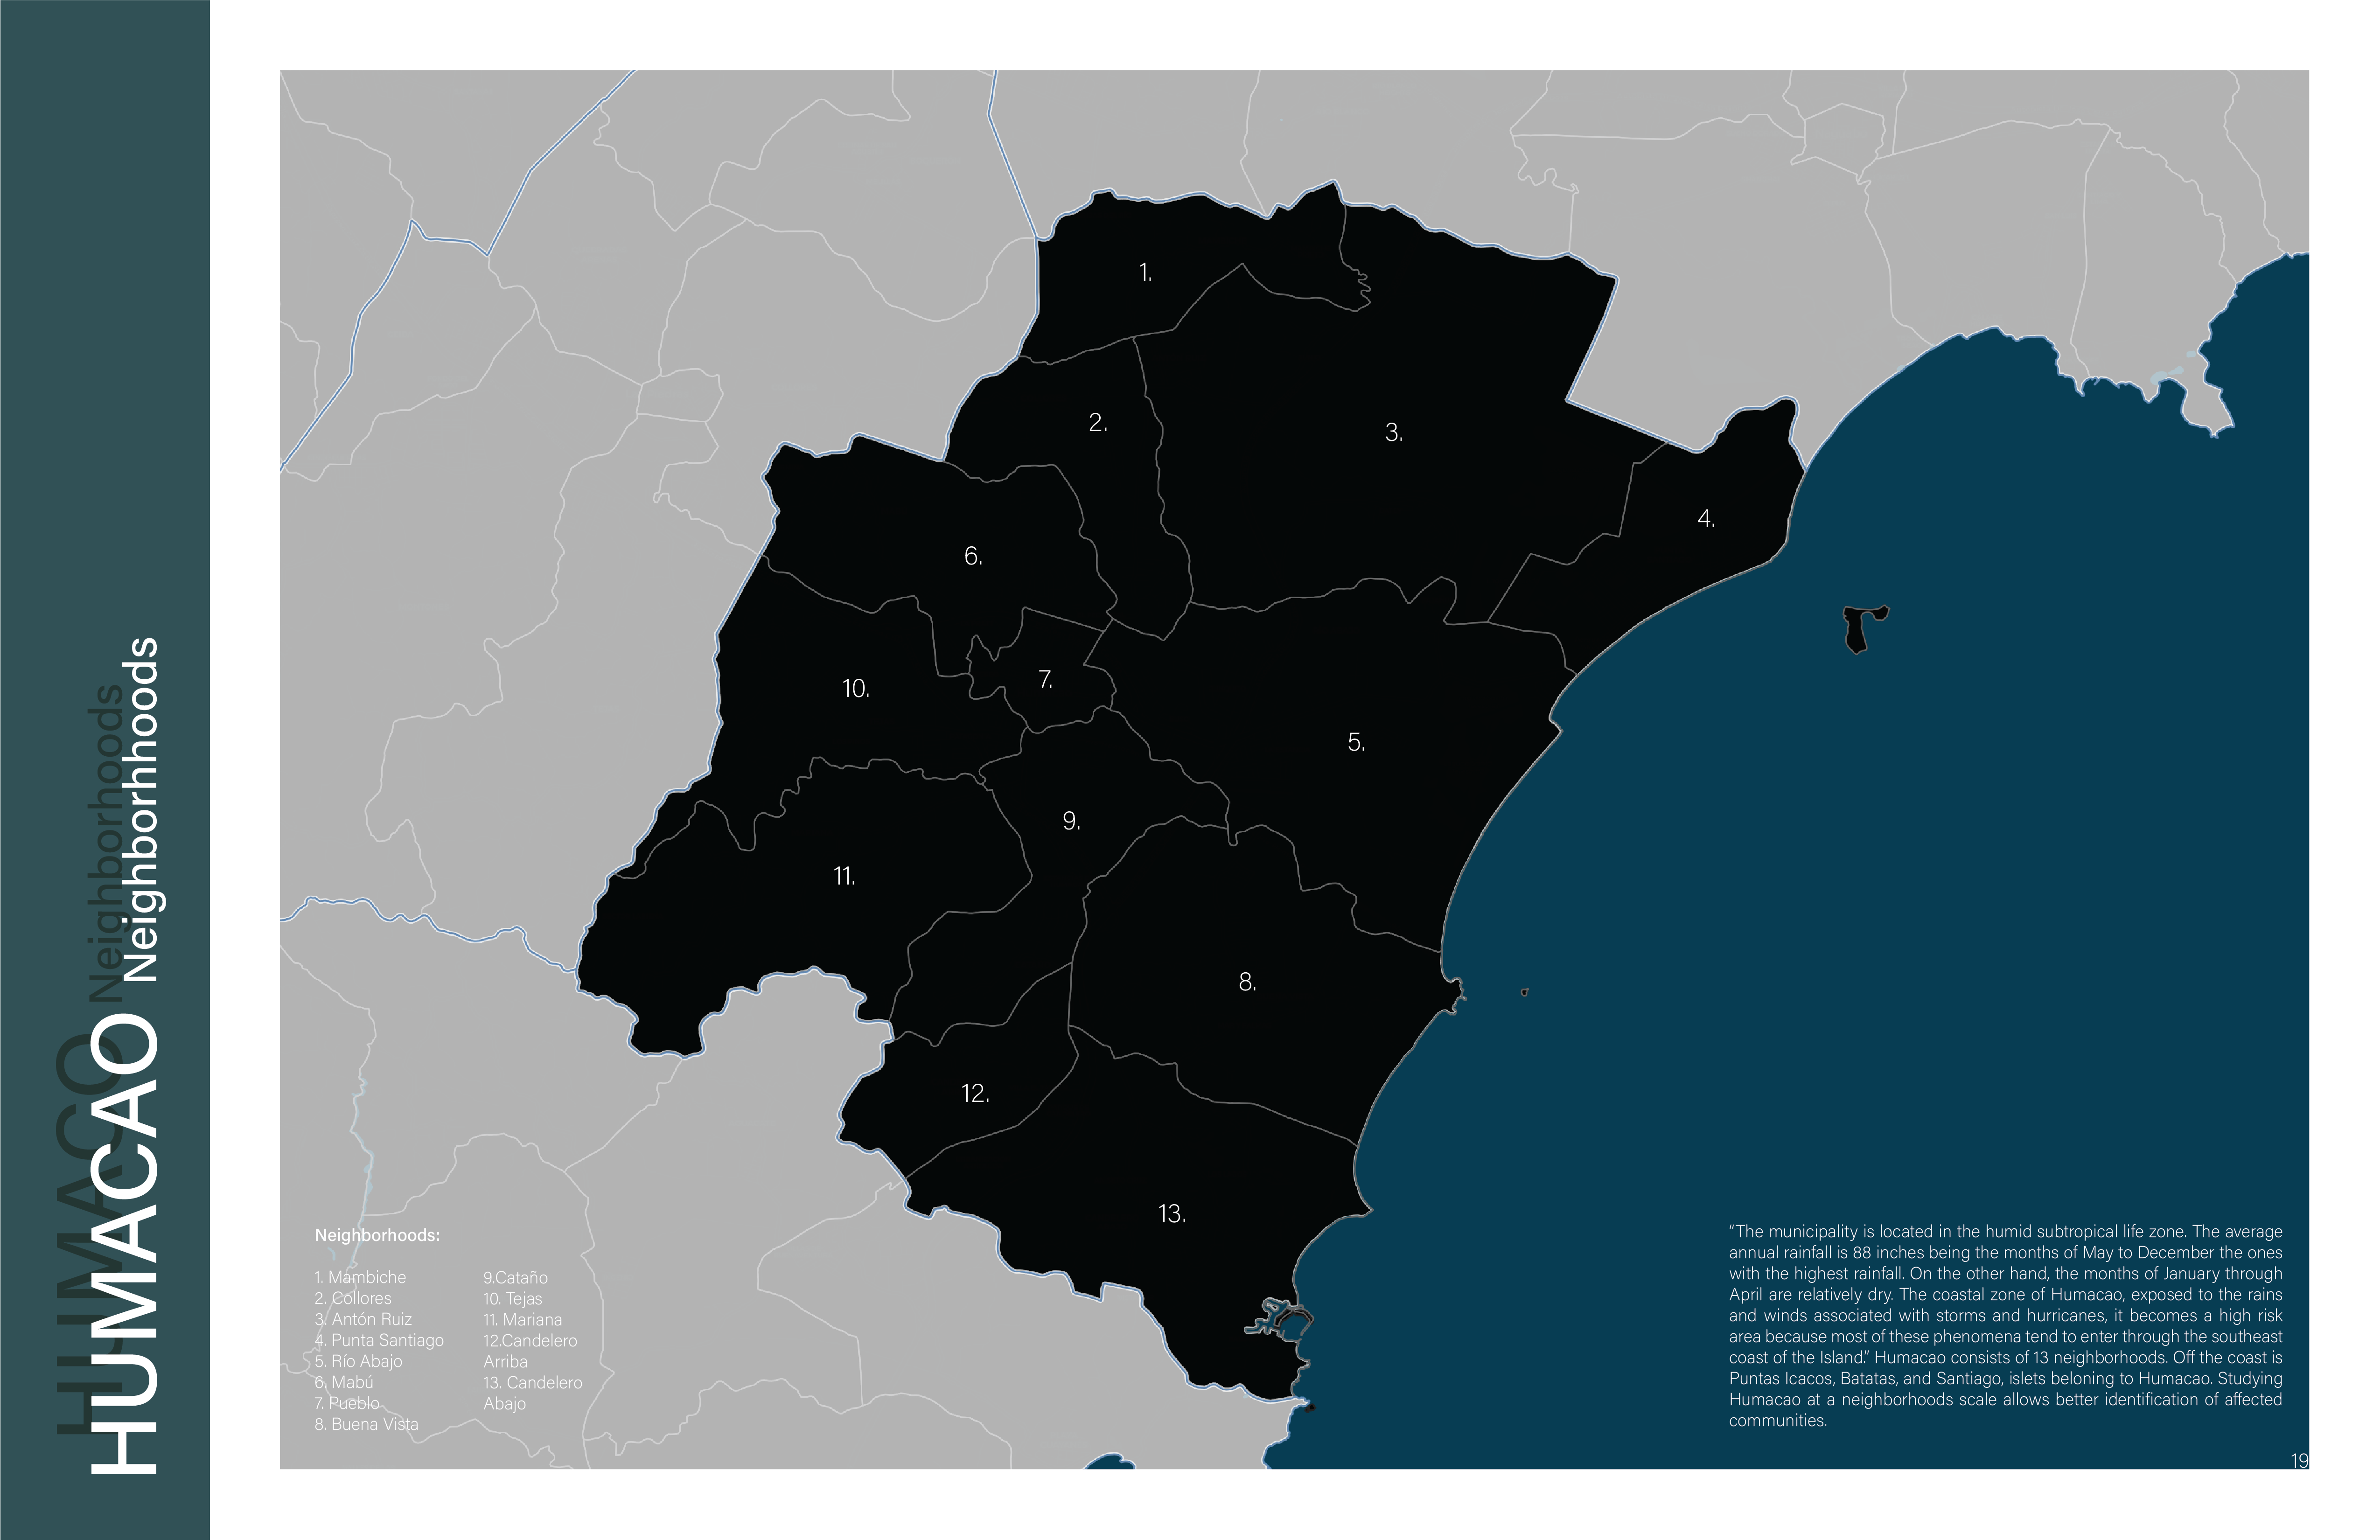 HUMACAO Neighborhoods
HUMACAO Neighborhoods
1.
2.
3.
4.
5.
6.
7.
8.
9.
10.
11.
12.
13.
Neighborhoods:
1. Mambiche
2. Collores
3. Antón Ruiz
4. Punta Santiago
5. Río Abajo
6. Mabú
7. Pueblo
8. Buena Vista
9.Cataño
10. Tejas
11. Mariana
12.Candelero
Arriba
13. Candelero
Abajo
“The municipality is located in the humid subtropical life zone. The average
annual rainfall is 88 inches being the months of May to December the ones
with the highest rainfall. On the other hand, the months of January through
April are relatively dry. The coastal zone of Humacao, exposed to the rains
and winds associated with storms and hurricanes, it becomes a high risk
area because most of these phenomena tend to enter through the southeast
coast of the Island.” Humacao consists of 13 neighborhoods. Off the coast is
Puntas Icacos, Batatas, and Santiago, islets beloning to Humacao. Studying
Humacao at a neighborhoods scale allows better identification of affected
communities.
19